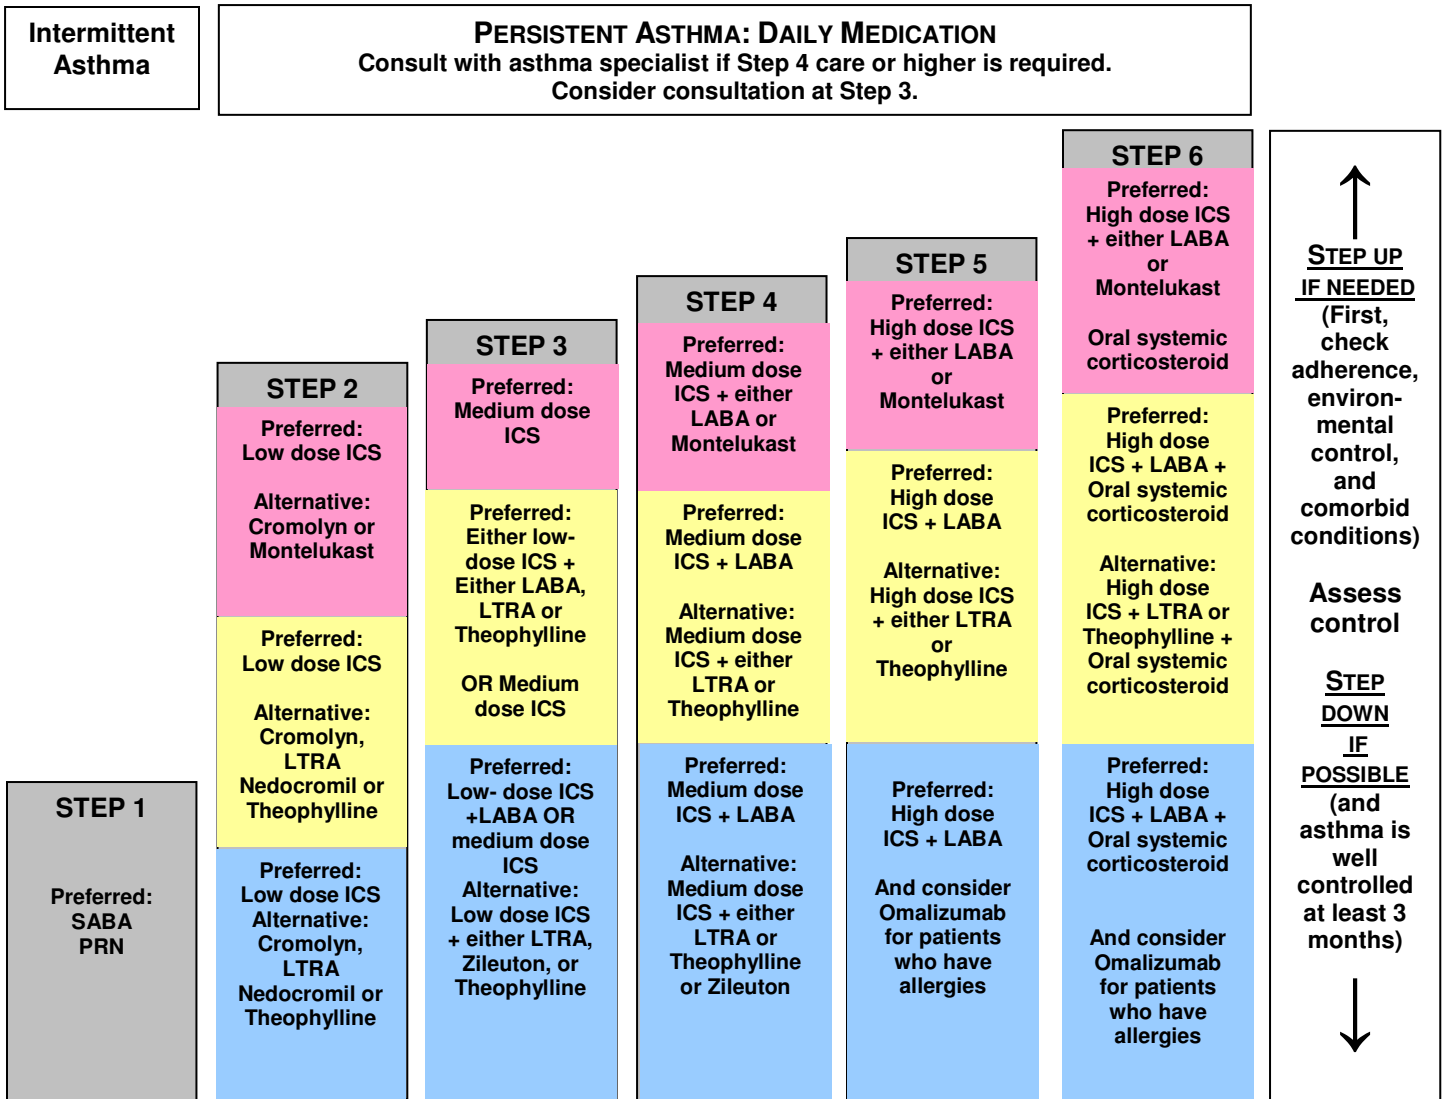 Intermittent
Asthma
PERSISTENT ASTHMA: DAILY MEDICATION
Consult with asthma specialist if Step 4 care or higher is required.
Consider consultation at Step 3.
STEP 1
Preferred:
SABA
PRN
STEP 2
Preferred:
Low dose ICS
Alternative:
Cromolyn or
Montelukast
Preferred:
Low dose ICS
Alternative:
Cromolyn,
LTRA
Nedocromil or
Theophylline
Preferred:
Low dose ICS
Alternative:
Cromolyn,
LTRA
Nedocromil or
Theophylline
STEP 3
Preferred:
Medium dose
ICS
Preferred:
Either low-
dose ICS +
Either LABA,
LTRA or
Theophylline
OR Medium
dose ICS
Preferred:
Low- dose ICS
+LABA OR
medium dose
ICS
Alternative:
Low dose ICS
+ either LTRA,
Zileuton, or
Theophylline
STEP 4
Preferred:
Medium dose
ICS + either
LABA or
Montelukast
Preferred:
Medium dose
ICS + LABA
Alternative:
Medium dose
ICS + either
LTRA or
Theophylline
Preferred:
Medium dose
ICS + LABA
Alternative:
Medium dose
ICS + either
LTRA or
Theophylline
or Zileuton
STEP 5
Preferred:
High dose ICS
+ either LABA
or
Montelukast
Preferred:
High dose
ICS + LABA
Alternative:
High dose ICS
+ either LTRA
or
Theophylline
Preferred:
High dose
ICS + LABA
And consider
Omalizumab
for patients
who have
allergies
STEP 6
Preferred:
High dose ICS
+ either LABA
or
Montelukast
Oral systemic
corticosteroid
Preferred:
High dose
ICS + LABA +
Oral systemic
corticosteroid
Alternative:
High dose
ICS + LTRA or
Theophylline +
Oral systemic
corticosteroid
Preferred:
High dose
ICS + LABA +
Oral systemic
corticosteroid
And consider
Omalizumab
for patients
who have
allergies
STEP UP
IF NEEDED
(First,
check
adherence,
environ-
mental
control,
and
comorbid
conditions)
Assess
control
STEP
DOWN
IF
POSSIBLE
(and
asthma is
well
controlled
at least 3
months)